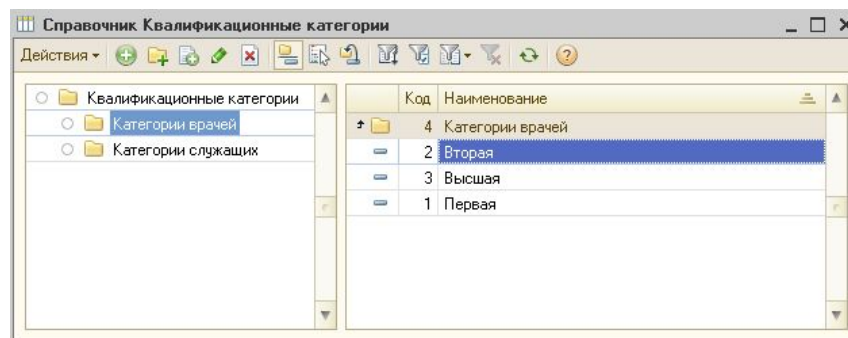 Справочник Квалификационные категории
Действия
Квалификационные категории
Категории врачей
Категории служащих
Код Наименование
4 Категории врачей
2 Вторая
3 Высшая
1 Первая